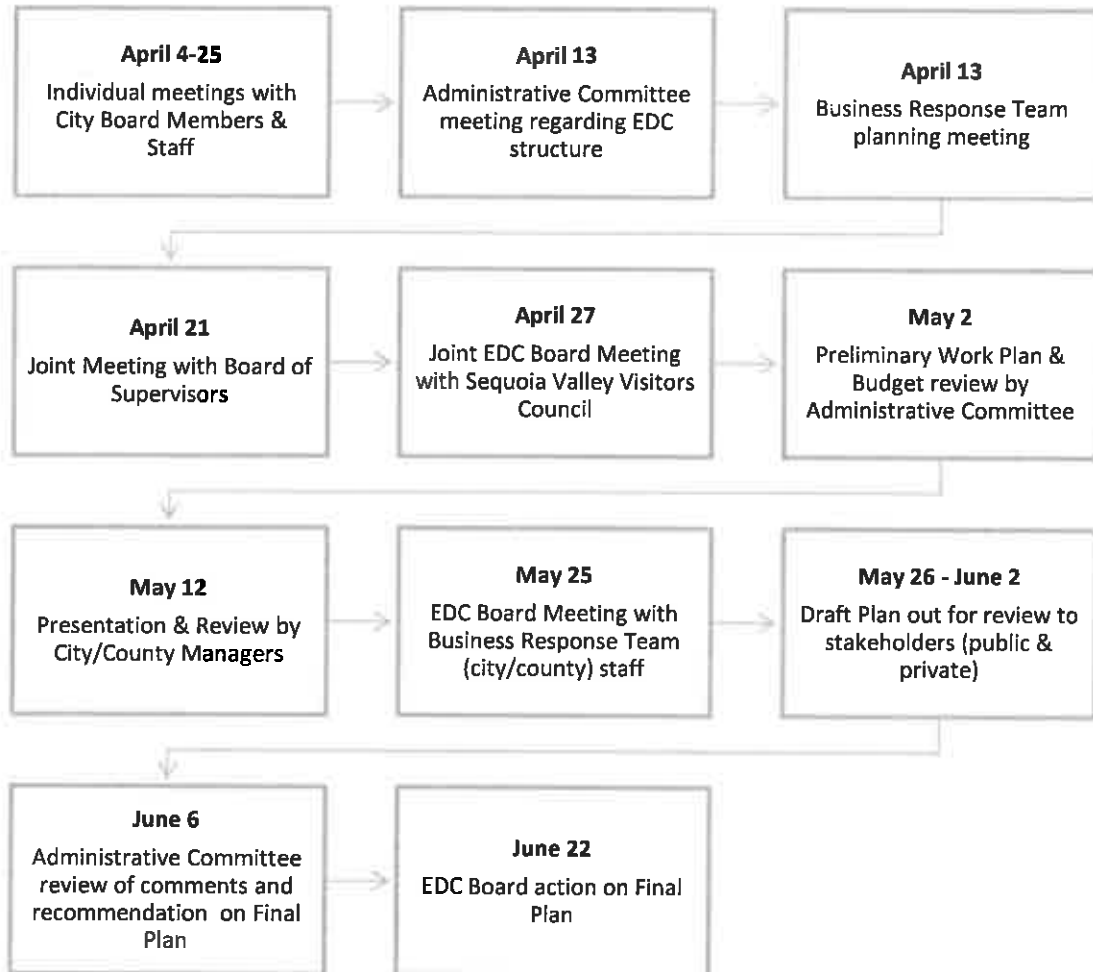 April 4-25
Individual meetings with
City Board Members &
Staff
April 13
Administrative Committee
meeting regarding EDC
structure
April 13
Business Response Team
planning meeting
April 21
Joint Meeting with Board of
Supervisors
April 27
Joint EDC Board Meeting
with Sequoia Valley Visitors
Council
May 2
Preliminary Work Plan &
Budget review by
Administrative Committee
May 12
Presentation & Review by
City/County Managers
May 25
EDC Board Meeting with
Business Response Team
(city/county) staff
May 26 - June 2
Draft Plan out for review to
stakeholders (public &
private)
June 6
Administrative Committee
review of comments and
recommendation on Final
Plan
June 22
EDC Board action on Final
Plan